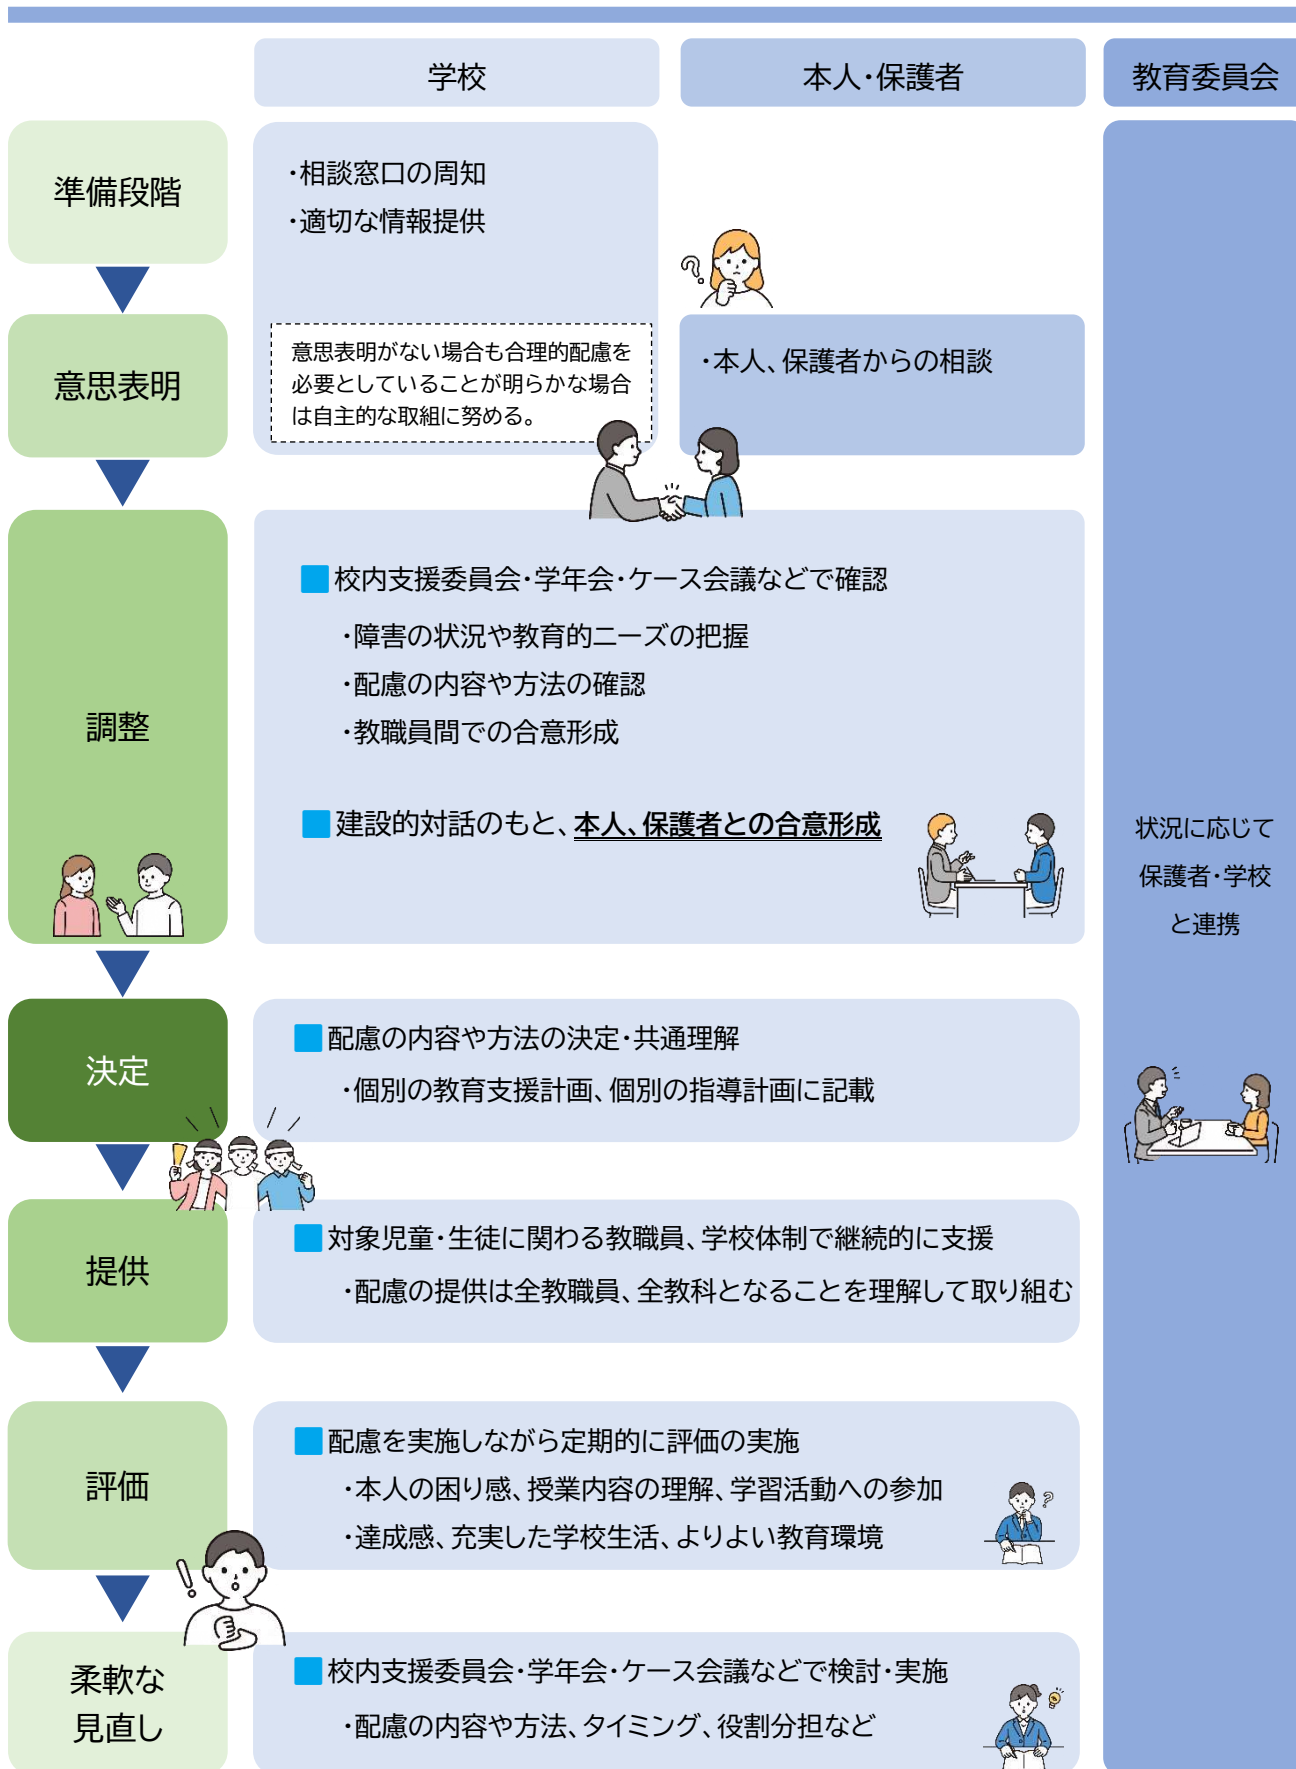 学校
本人・保護者
教育委員会
準備段階
・相談窓口の周知
・適切な情報提供
意思表明
意思表明がない場合も合理的配慮を
必要としていることが明らかな場合
は自主的な取組に努める。
・本人、保護者からの相談
調整
■校内支援委員会・学年会・ケース会議などで確認
・障害の状況や教育的ニーズの把握
・配慮の内容や方法の確認
・教職員間での合意形成
■建設的対話のもと、本人、保護者との合意形成
状況に応じて
保護者・学校
と連携
決定
■配慮の内容や方法の決定・共通理解
・個別の教育支援計画、個別の指導計画に記載
提供
■対象児童・生徒に関わる教職員、学校体制で継続的に支援
・配慮の提供は全教職員、全教科となることを理解して取り組む
評価
■配慮を実施しながら定期的に評価の実施
・本人の困り感、授業内容の理解、学習活動への参加
・達成感、充実した学校生活、よりよい教育環境
柔軟な
見直し
■校内支援委員会・学年会・ケース会議などで検討・実施
・配慮の内容や方法、タイミング、役割分担など